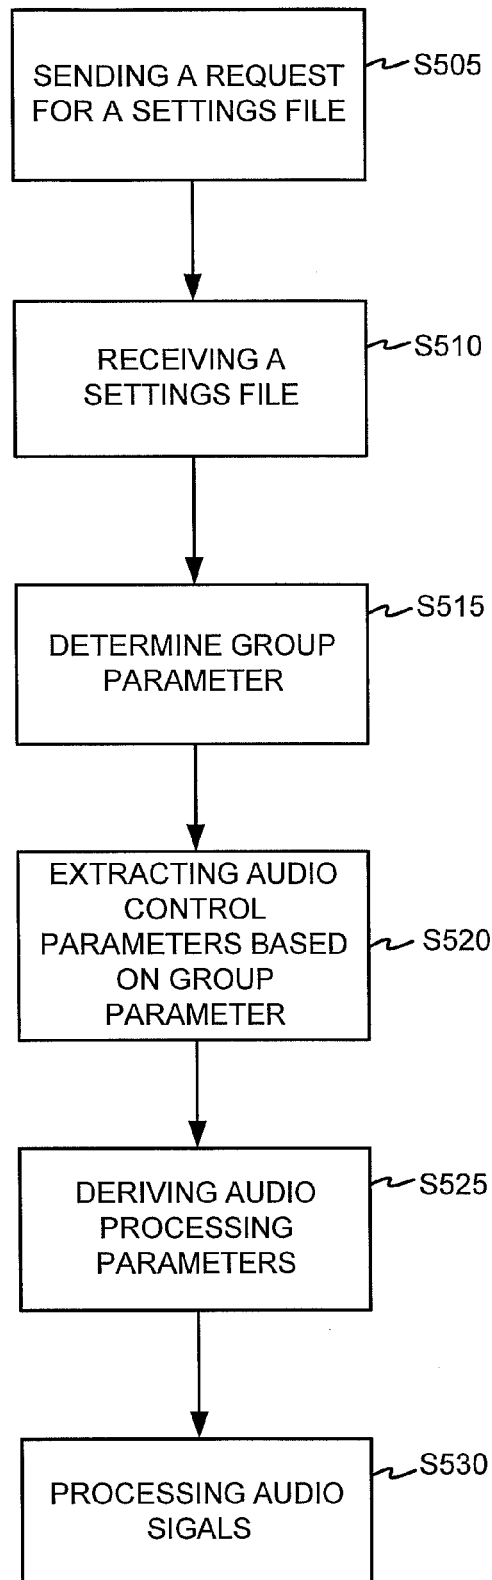 SENDING A REQUEST
FOR A SETTINGS FILE
S505
RECEIVING A
SETTINGS FILE
S510
DETERMINE GROUP
PARAMETER
S515
EXTRACTING AUDIO
CONTROL
PARAMETERS BASED
ON GROUP
PARAMETER
S520
DERIVING AUDIO
PROCESSING
PARAMETERS
S525
PROCESSING AUDIO
SIGALS
S530